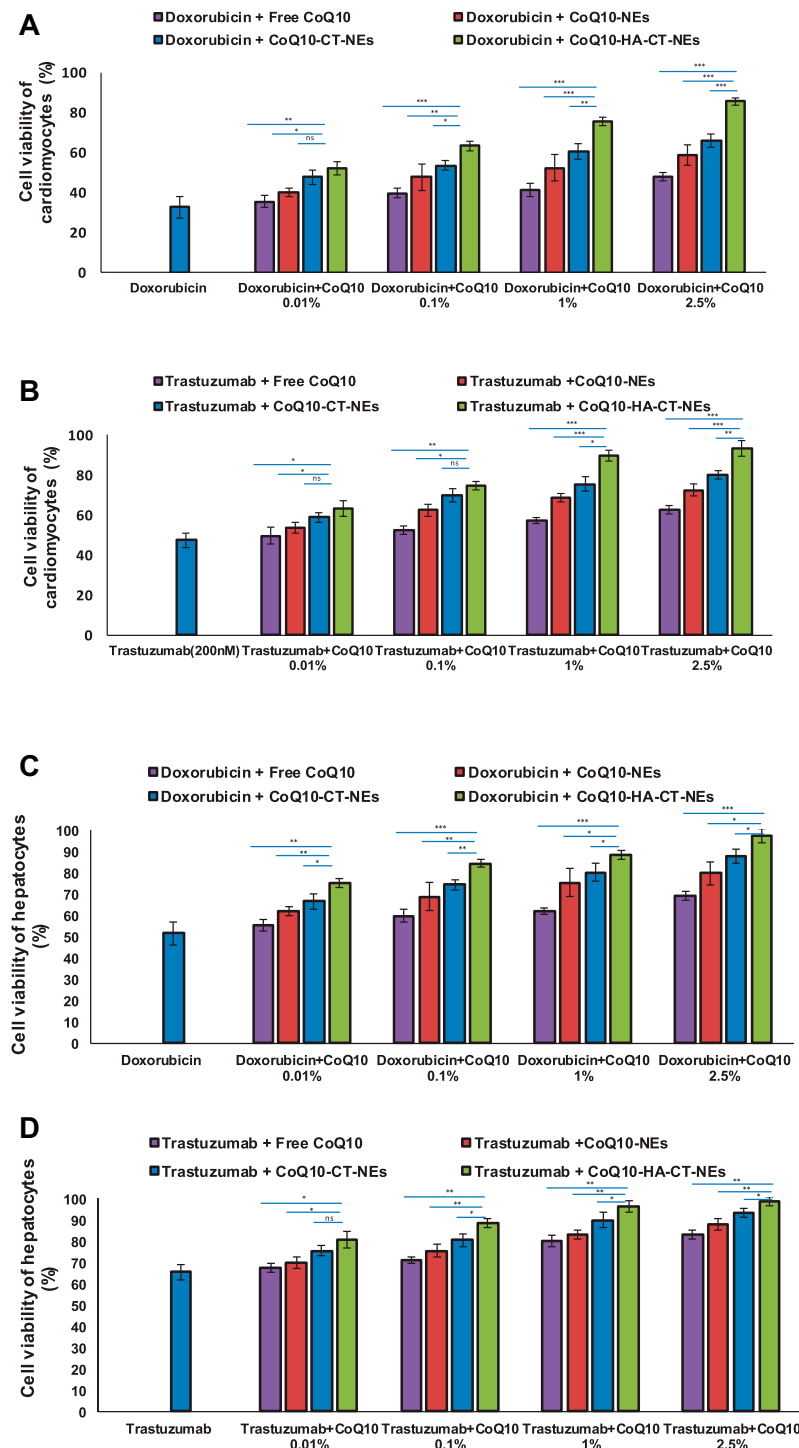 A
Doxorubicin + Free CoQ10
Doxorubicin + CoQ10-NEs
Doxorubicin + CoQ10-CT-NEs
Doxorubicin + CoQ10-HA-CT-NEs
Cell viability of
cardiomyocytes (%)
100
80
60
40
20
0
**
*
ns
***
**
*
***
***
**
***
***
***
Doxorubicin
Doxorubicin+CoQ10
0.01%
Doxorubicin+CoQ10
0.1%
Doxorubicin+CoQ10
1%
Doxorubicin+CoQ10
2.5%
B
Trastuzumab + Free CoQ10
Trastuzumab +CoQ10-NEs
Trastuzumab + CoQ10-CT-NEs
Trastuzumab + CoQ10-HA-CT-NEs
Cell viability of
cardiomyocytes (%)
100
80
60
40
20
0
*
*
ns
**
*
ns
***
***
*
***
***
**
Trastuzumab(200nM)
Trastuzumab+CoQ10
0.01%
Trastuzumab+CoQ10
0.1%
Trastuzumab+CoQ10
1%
Trastuzumab+CoQ10
2.5%
C
Doxorubicin + Free CoQ10
Doxorubicin + CoQ10-NEs
Doxorubicin + CoQ10-CT-NEs
Doxorubicin + CoQ10-HA-CT-NEs
Cell viability of hepatocytes
(%)
100
90
80
70
60
50
40
30
20
10
0
**
**
*
***
**
**
***
*
*
***
*
*
Doxorubicin
Doxorubicin+CoQ10
0.01%
Doxorubicin+CoQ10
0.1%
Doxorubicin+CoQ10
1%
Doxorubicin+CoQ10
2.5%
D
Trastuzumab + Free CoQ10
Trastuzumab +CoQ10-NEs
Trastuzumab + CoQ10-CT-NEs
Trastuzumab + CoQ10-HA-CT-NEs
Cell viability of hepatocytes
(%)
100
90
80
70
60
50
40
30
20
10
0
*
*
ns
**
**
*
**
**
*
**
**
*
Trastuzumab
Trastuzumab+CoQ10
0.01%
Trastuzumab+CoQ10
0.1%
Trastuzumab+CoQ10
1%
Trastuzumab+CoQ10
2.5%